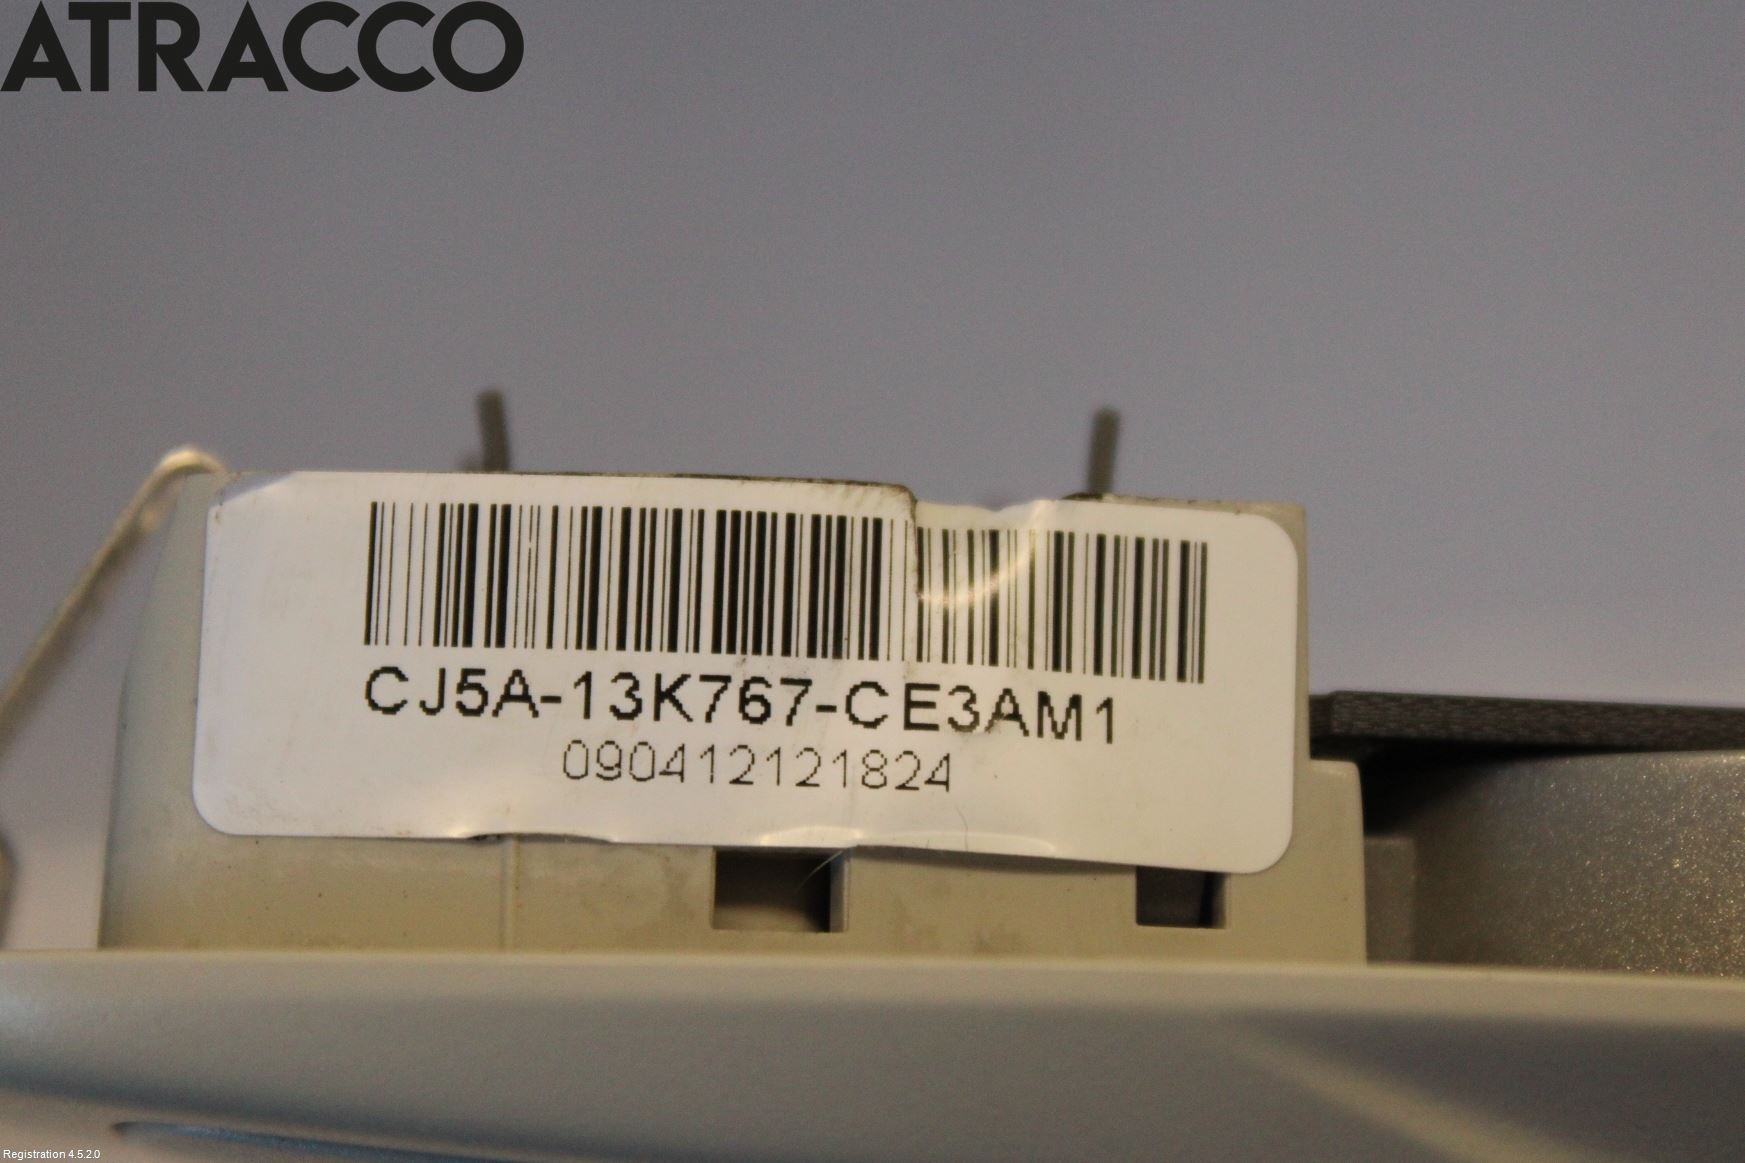 ATRACCO
CJ5A-13K767-CE3AM1
090412121824
Registration 4.5.2.0